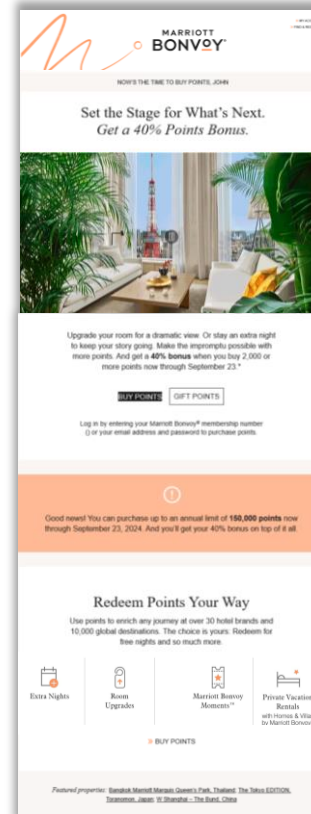 MARRIOTT
BONVOY
NOW'S THE TIME TO BUY POINTS, JOHN
Set the Stage for What's Next.
Get a 40% Points Bonus.
Upgrade your room for a dramatic view. Or stay an extra night
to keep your story going. Make the impromptu possible with
more points. And get a 40% bonus when you buy 2,000 or
more points now through September 23.*
BUY POINTS
GIFT POINTS
Log in by entering your Marriott Bonvoy® membership number
() or your email address and password to purchase points.
Good news! You can purchase up to an annual limit of 150,000 points now
through September 23, 2024. And you'll get your 40% bonus on top of it all.
Redeem Points Your Way
Use points to enrich any journey at over 30 hotel brands and
10,000 global destinations. The choice is yours: Redeem for
free nights and so much more.
Extra Nights
Room
Upgrades
Marriott Bonvoy
Moments™
Private Vacation
Rentals
with Homes & Villas
by Marriott Bonvoy
» BUY POINTS
Featured properties: Bangkok Marriott Marquis Queen's Park, Thailand; The Tokyo EDITION,
Toranomon, Japan; W Shanghai – The Bund, China